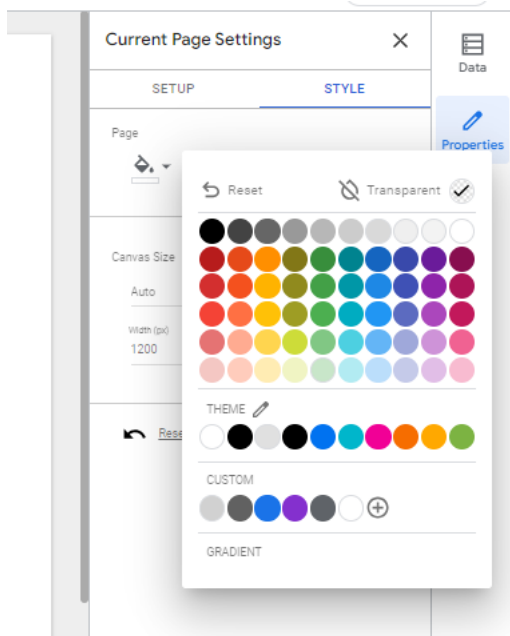 Current Page Settings
Data
SETUP
STYLE
Properties
Page
Reset
Transparent
Canvas Size
Auto
Width (px)
1200
THEME
CUSTOM
GRADIENT